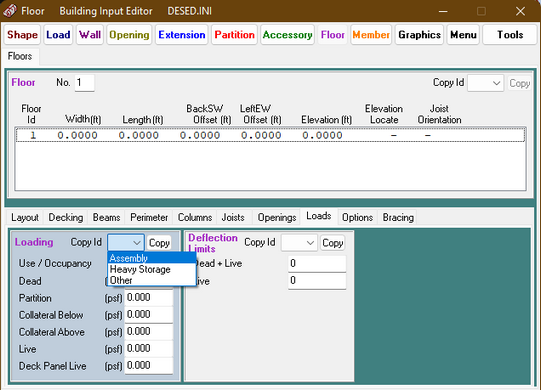 Floor Building Input Editor DESED.INI
Shape Load Wall Opening Extension Partition Accessory Floor Member Graphics Menu Tools
Floors
Floor No. 1 Copy Id Copy
Floor Id Width(ft) Length(ft) BackSW Offset (ft) LeftEW Offset (ft) Elevation(ft) Elevation Locate Joist Orientation
1 0.0000 0.0000 0.0000 0.0000 0.0000 – –
Layout Decking Beams Perimeter Columns Joists Openings Loads Options Bracing
Loading Copy Id Copy
Assembly
Heavy Storage
Other
Use / Occupancy
Dead (psf)
Partition (psf) 0.000
Collateral Below (psf) 0.000
Collateral Above (psf) 0.000
Live (psf) 0.000
Deck Panel Live (psf) 0.000
Deflection Limits Copy Id Copy
Dead + Live 0
Live 0